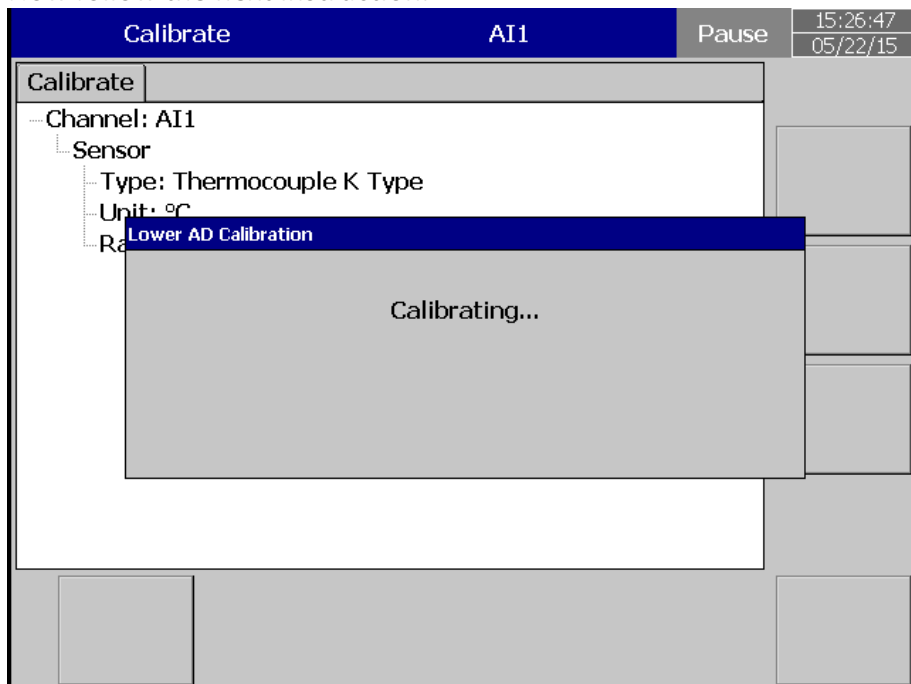 Calibrate AI1 Pause 15:26:47
05/22/15
Calibrate
Channel: AI1
Sensor
Type: Thermocouple K Type
Unit: °C
Ra
Lower AD Calibration
Calibrating...